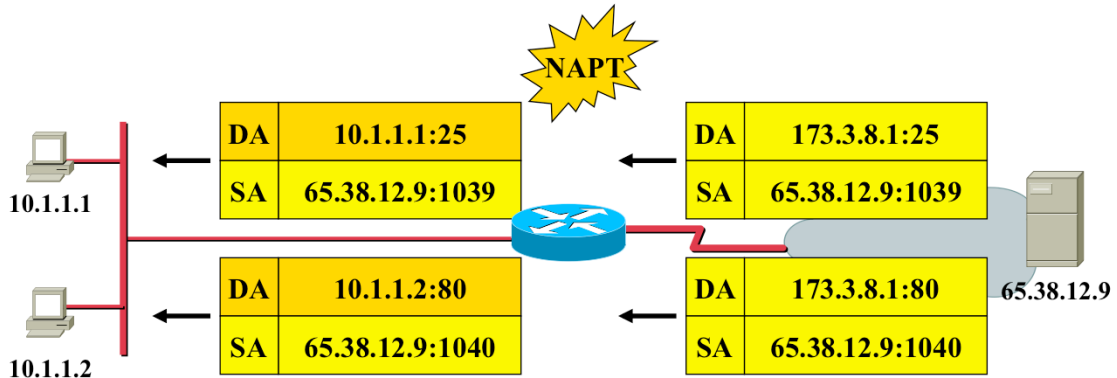 NAPT
DA 10.1.1.1:25
SA 65.38.12.9:1039
DA 173.3.8.1:25
SA 65.38.12.9:1039
10.1.1.1
DA 10.1.1.2:80
SA 65.38.12.9:1040
DA 173.3.8.1:80
SA 65.38.12.9:1040
65.38.12.9
10.1.1.2